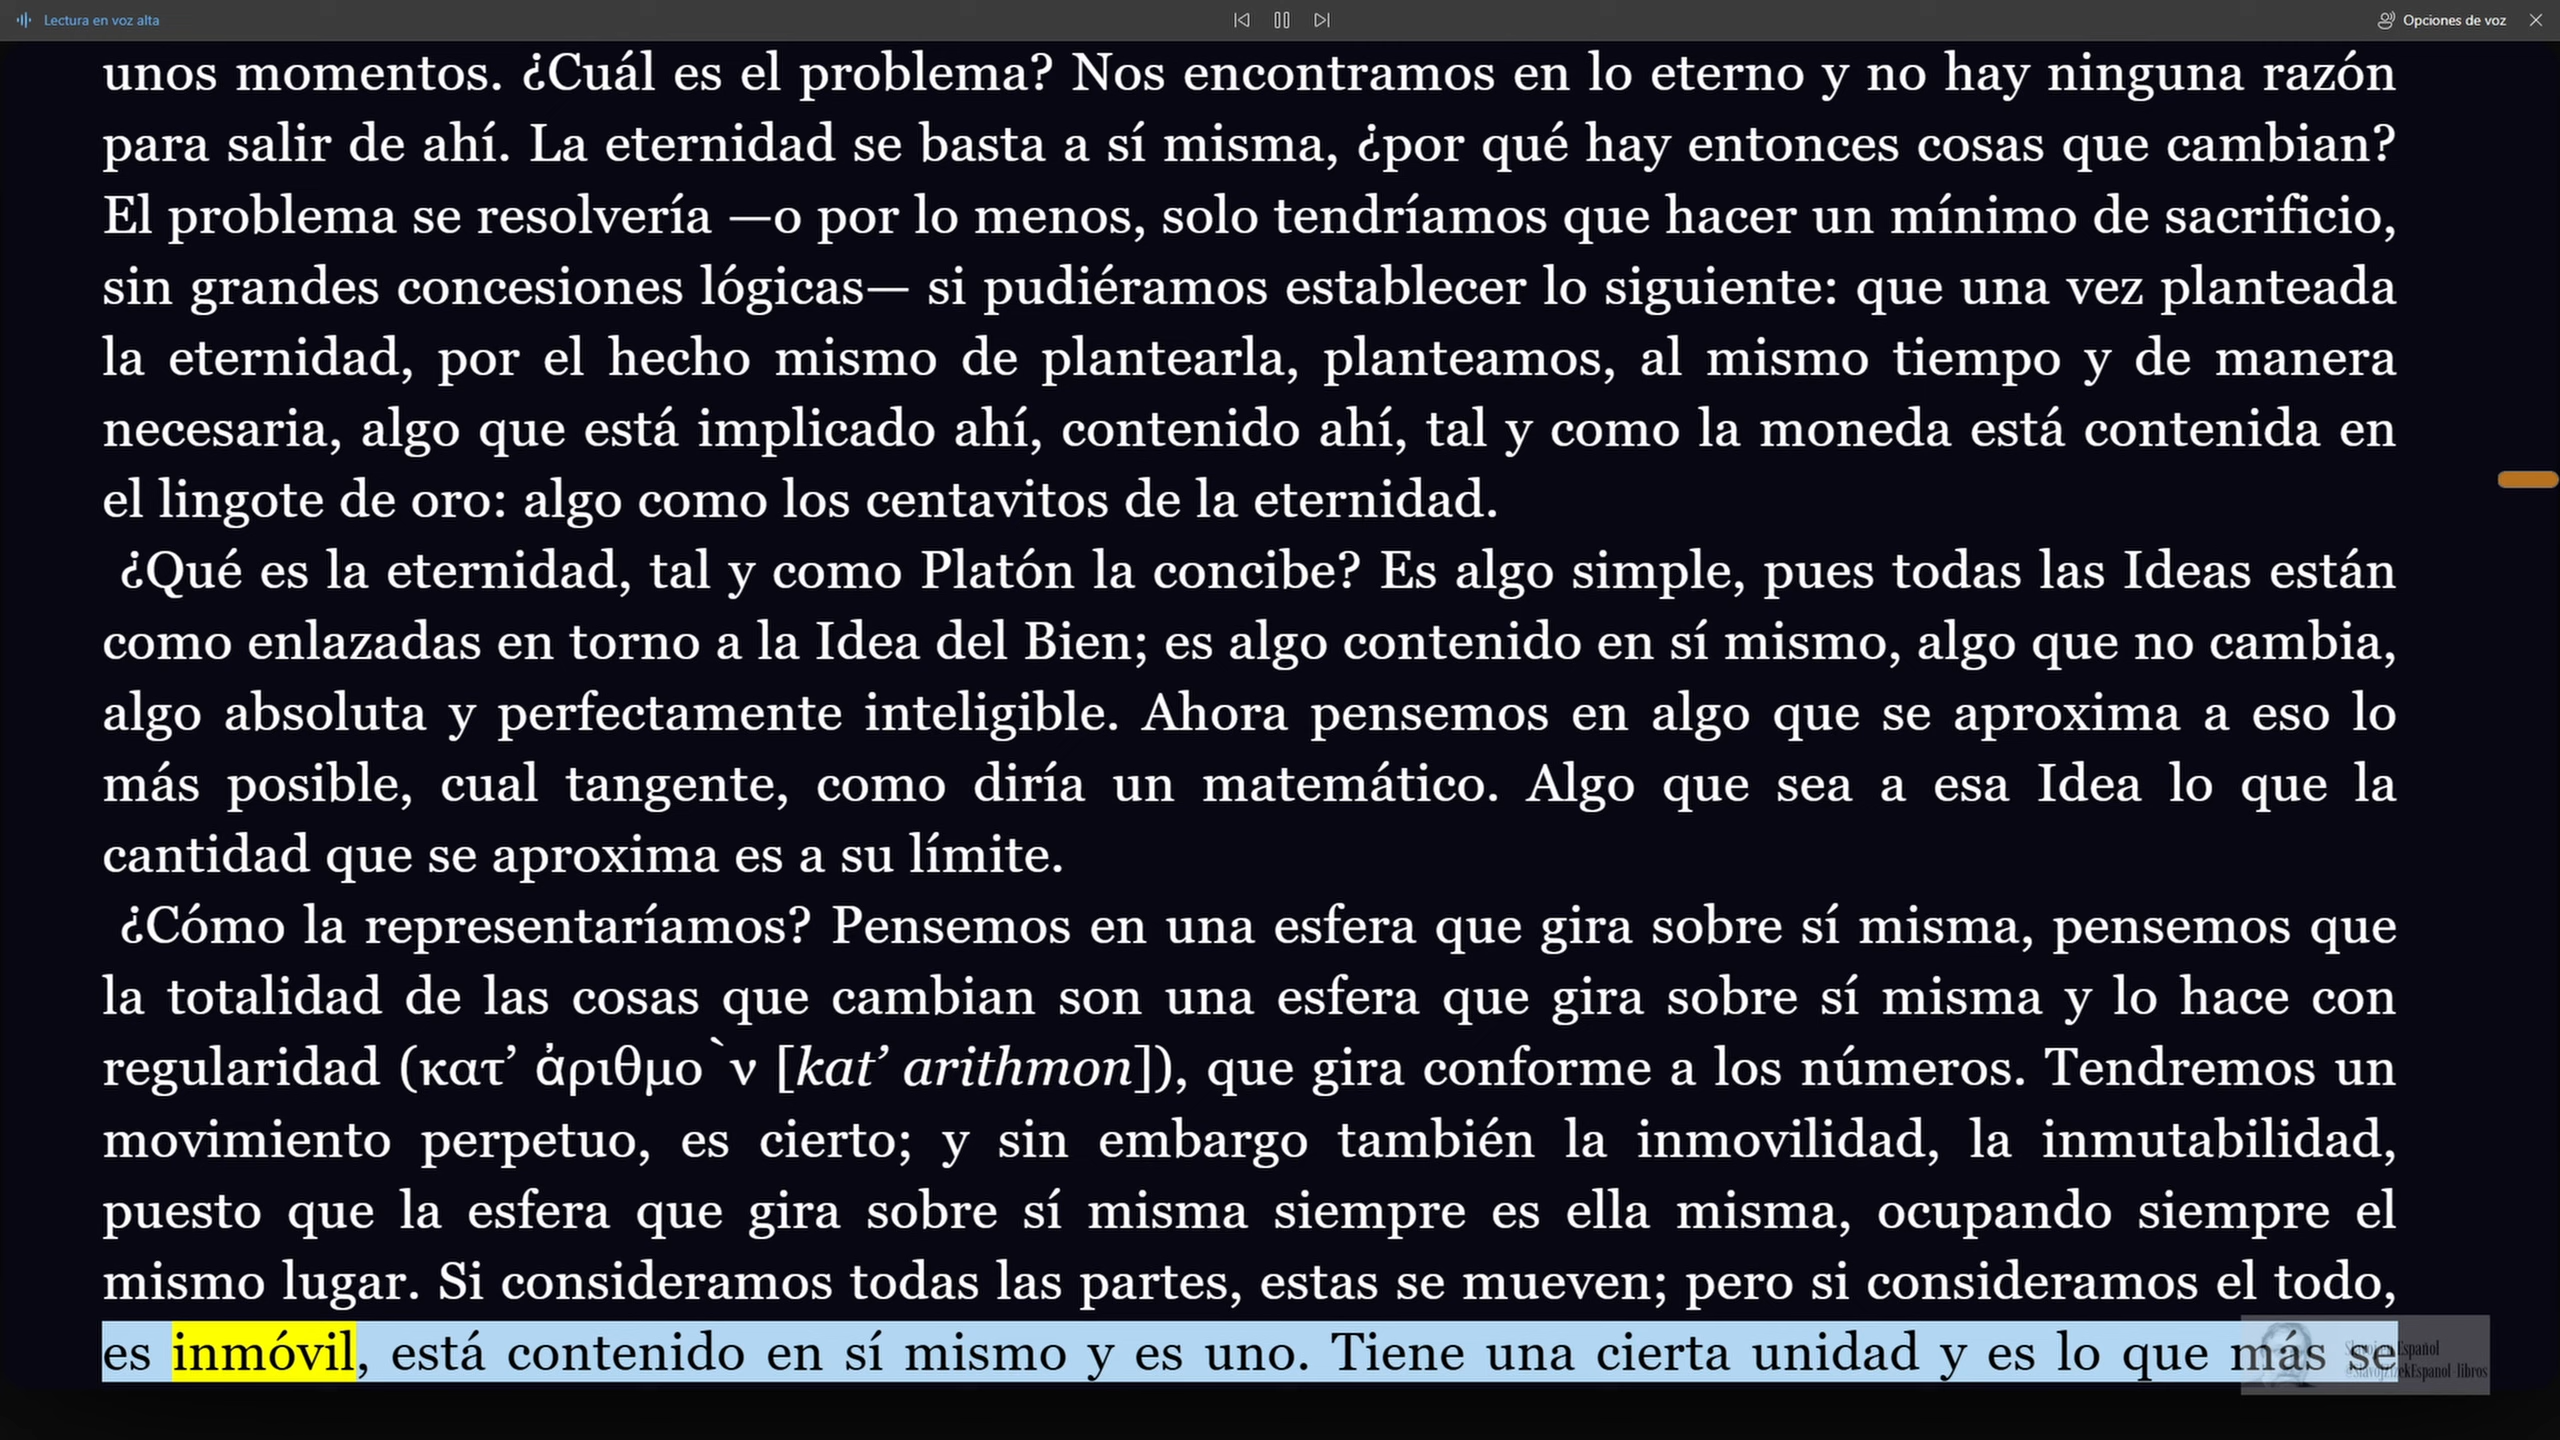 Lectura en voz alta
Opciones de voz
unos momentos. ¿Cuál es el problema? Nos encontramos en lo eterno y no hay ninguna razón
para salir de ahí. La eternidad se basta a sí misma, ¿por qué hay entonces cosas que cambian?
El problema se resolvería —o por lo menos, solo tendríamos que hacer un mínimo de sacrificio,
sin grandes concesiones lógicas— si pudiéramos establecer lo siguiente: que una vez planteada
la eternidad, por el hecho mismo de plantearla, planteamos, al mismo tiempo y de manera
necesaria, algo que está implicado ahí, contenido ahí, tal y como la moneda está contenida en
el lingote de oro: algo como los centavitos de la eternidad.
¿Qué es la eternidad, tal y como Platón la concibe? Es algo simple, pues todas las Ideas están
como enlazadas en torno a la Idea del Bien; es algo contenido en sí mismo, algo que no cambia,
algo absoluta y perfectamente inteligible. Ahora pensemos en algo que se aproxima a eso lo
más posible, cual tangente, como diría un matemático. Algo que sea a esa Idea lo que la
cantidad que se aproxima es a su límite.
¿Cómo la representaríamos? Pensemos en una esfera que gira sobre sí misma, pensemos que
la totalidad de las cosas que cambian son una esfera que gira sobre sí misma y lo hace con
regularidad (κατ’ ἀριθμο`ν [kat’ arithmon]), que gira conforme a los números. Tendremos un
movimiento perpetuo, es cierto; y sin embargo también la inmovilidad, la inmutabilidad,
puesto que la esfera que gira sobre sí misma siempre es ella misma, ocupando siempre el
mismo lugar. Si consideramos todas las partes, estas se mueven; pero si consideramos el todo,
es inmóvil, está contenido en sí mismo y es uno. Tiene una cierta unidad y es lo que más se
Español